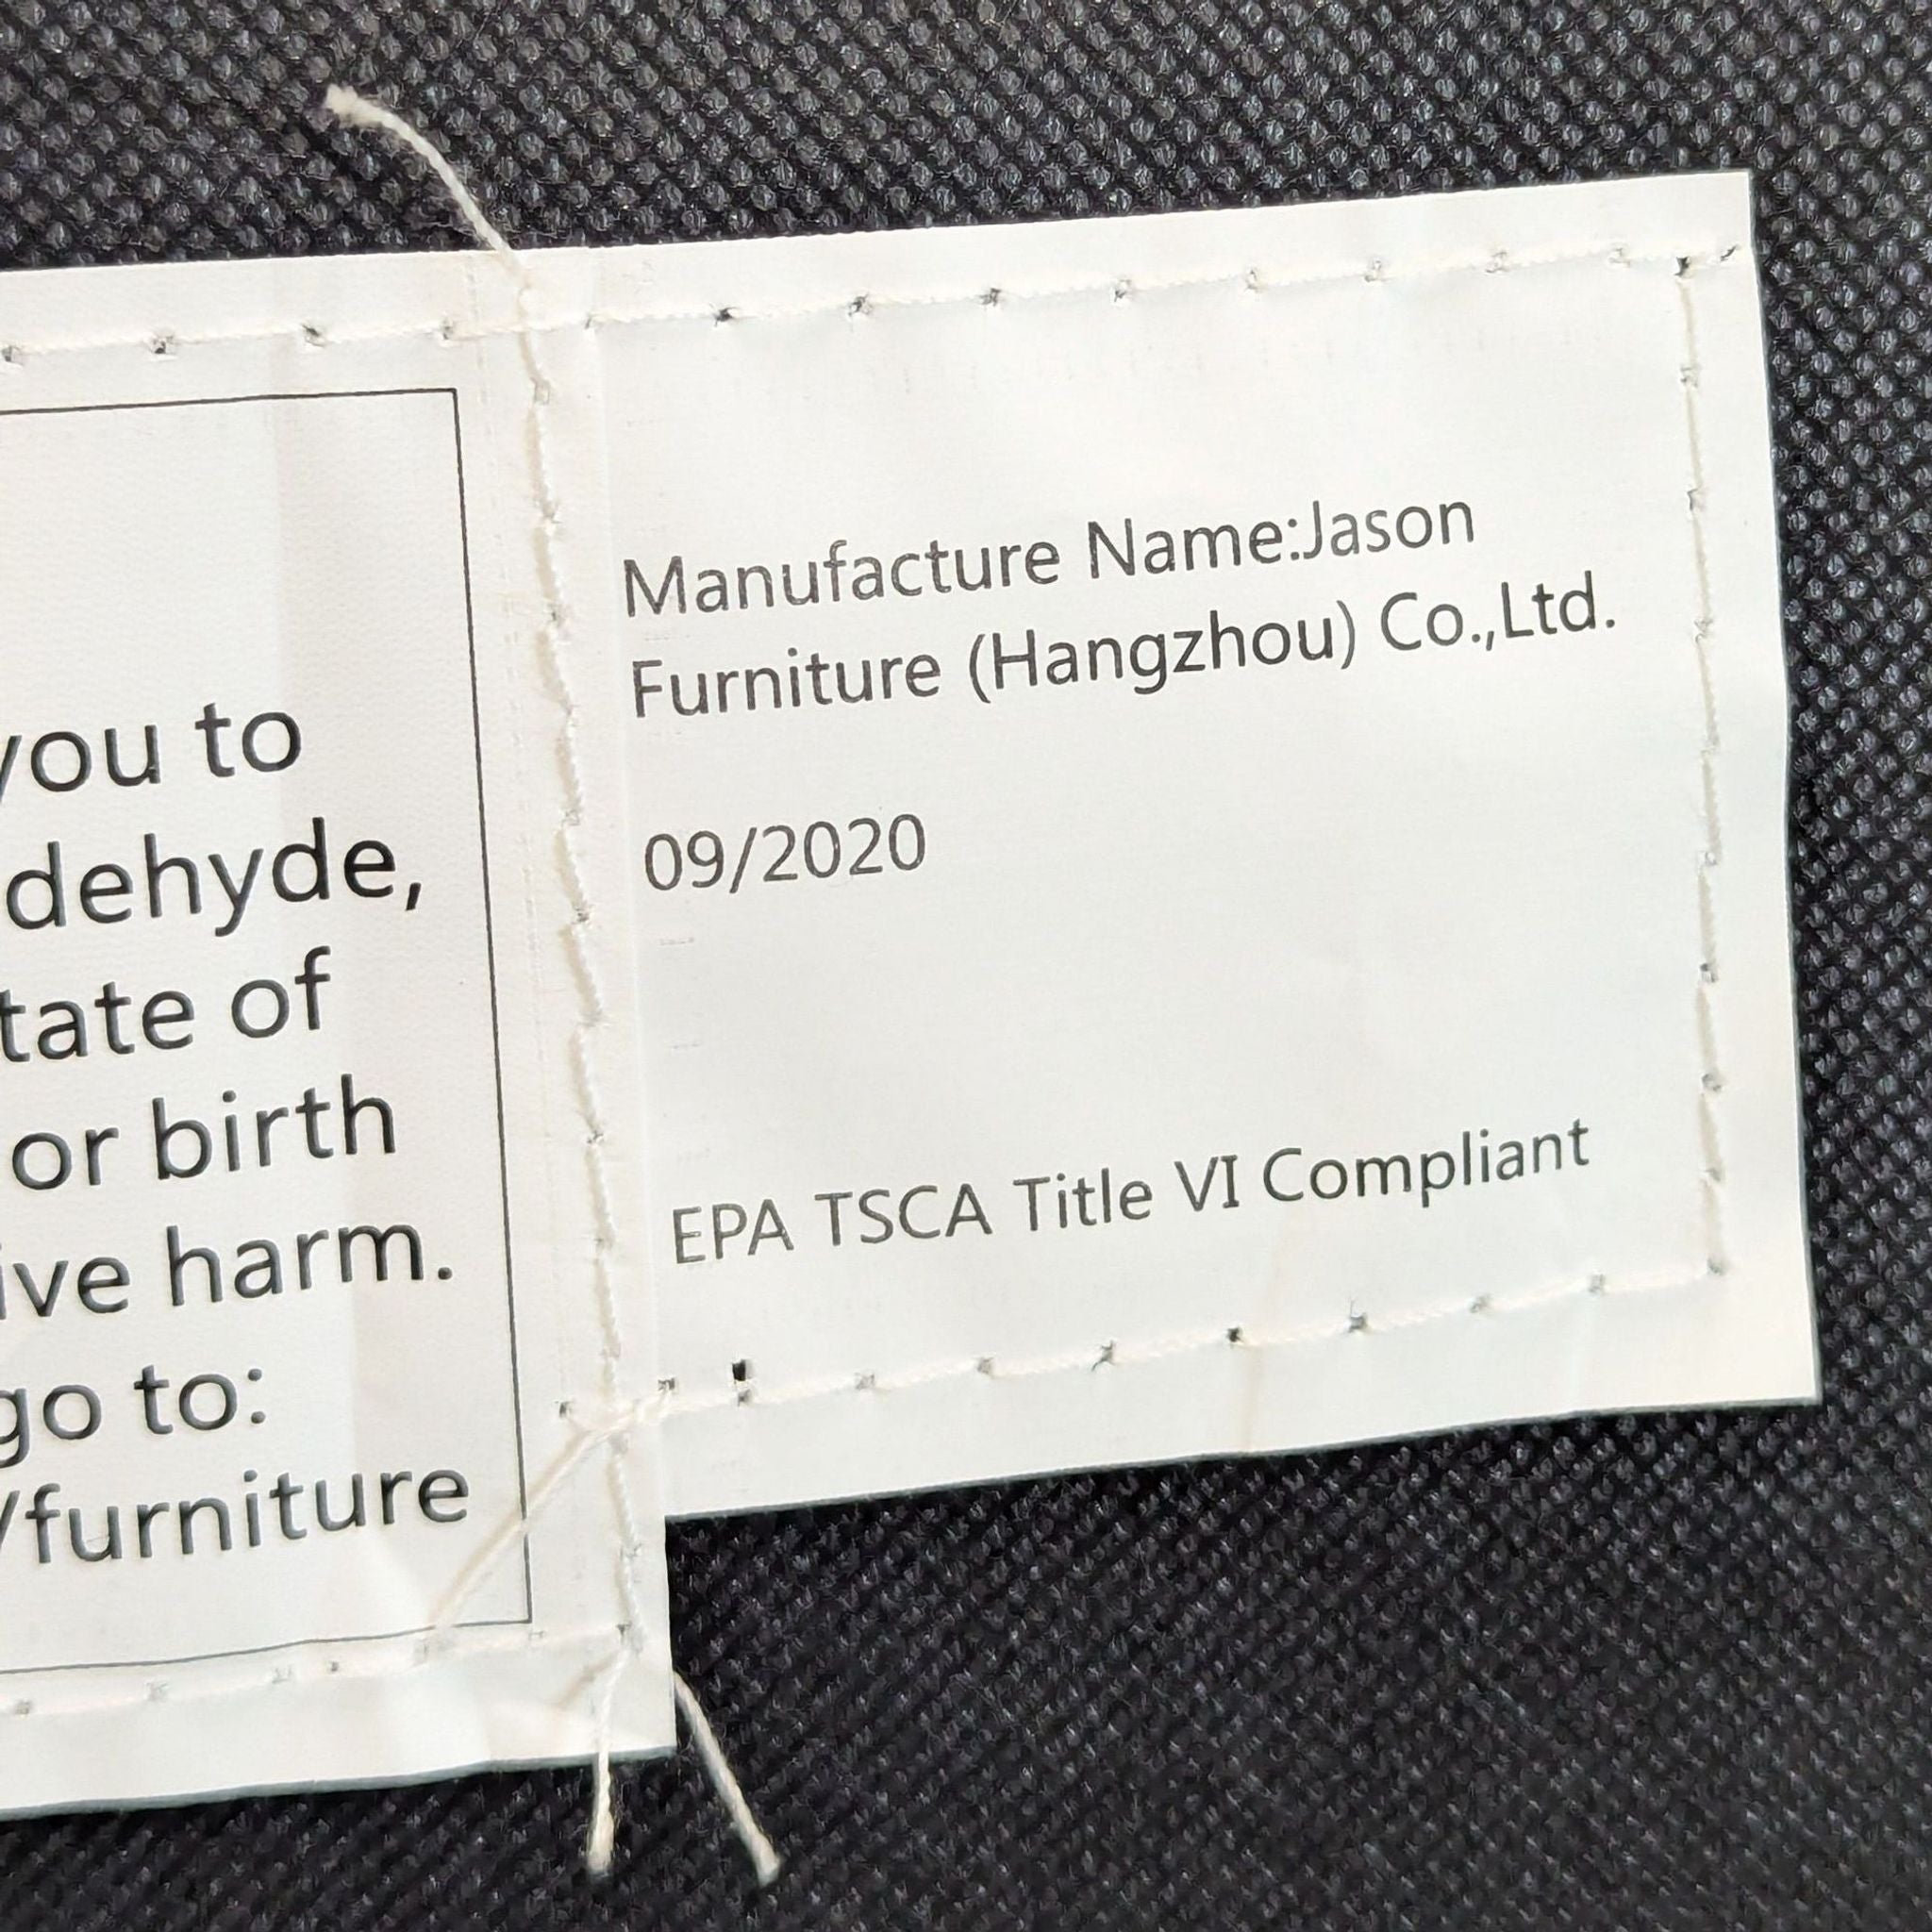 you to
dehyde,
tate of
or birth
ive harm.
go to:
/furniture
Manufacture Name:Jason
Furniture (Hangzhou) Co.,Ltd.
09/2020
EPA TSCA Title VI Compliant